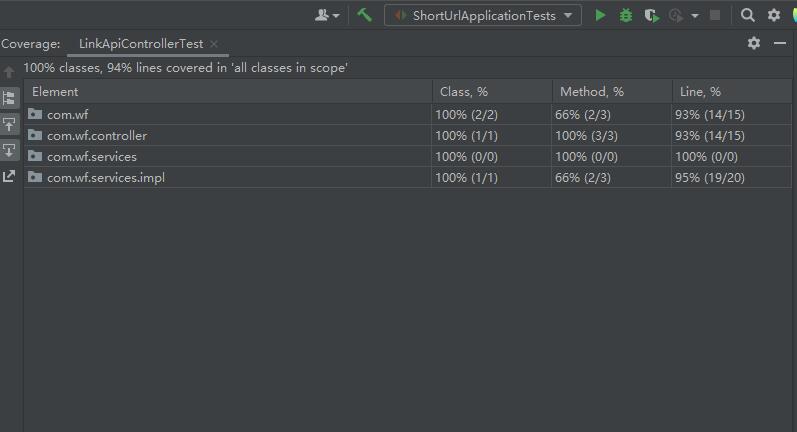 ShortUrlApplicationTests
Coverage: LinkApiControllerTest
100% classes, 94% lines covered in 'all classes in scope'
Element Class, % Method, % Line, %
com.wf 100% (2/2) 66% (2/3) 93% (14/15)
com.wf.controller 100% (1/1) 100% (3/3) 93% (14/15)
com.wf.services 100% (0/0) 100% (0/0) 100% (0/0)
com.wf.services.impl 100% (1/1) 66% (2/3) 95% (19/20)